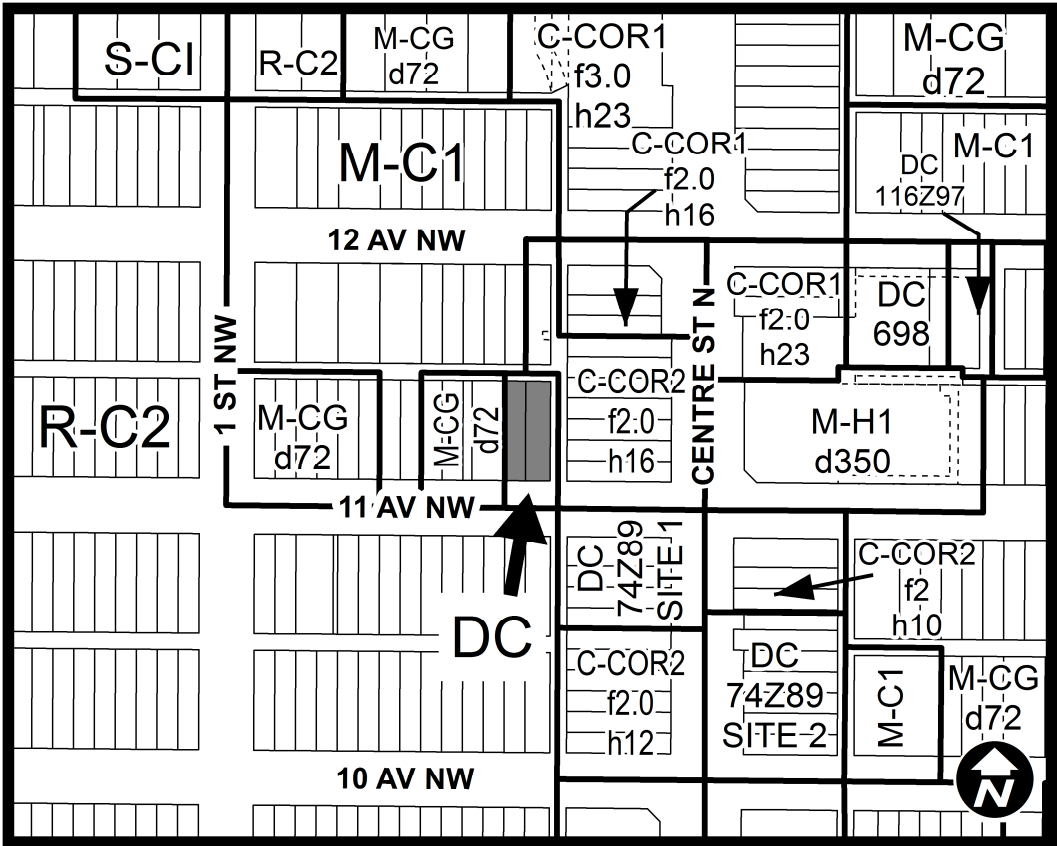 S-CI
R-C2
M-CG
d72
C-COR1
f3.0
h23
M-CG
d72
M-C1
C-COR1
f2.0
h16
DC
116Z97
M-C1
12 AV NW
1 ST NW
CENTRE ST N
C-COR1
f2.0
h23
DC
698
R-C2
M-CG
d72
M-CG
d72
C-COR2
f2.0
h16
M-H1
d350
11 AV NW
DC
DC
74Z89
SITE 1
C-COR2
f2
h10
C-COR2
f2.0
h12
DC
74Z89
SITE 2
M-C1
M-CG
d72
10 AV NW
N